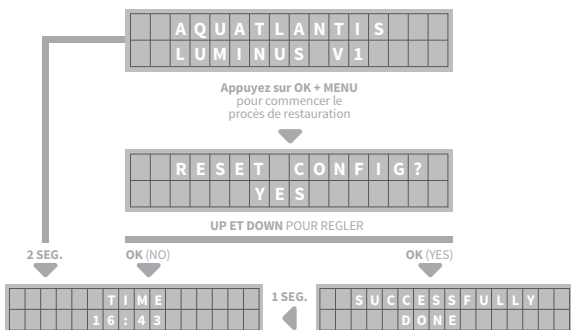 AQUATLANTIS
LUMINUS V1
Appuyez sur OK + MENU
pour commencer le
procès de restauration
RESET CONFIG?
YES
UP ET DOWN POUR REGLER
2 SEG.
OK (NO)
OK (YES)
TIME
16:43
1 SEG.
SUCCESSFULLY
DONE